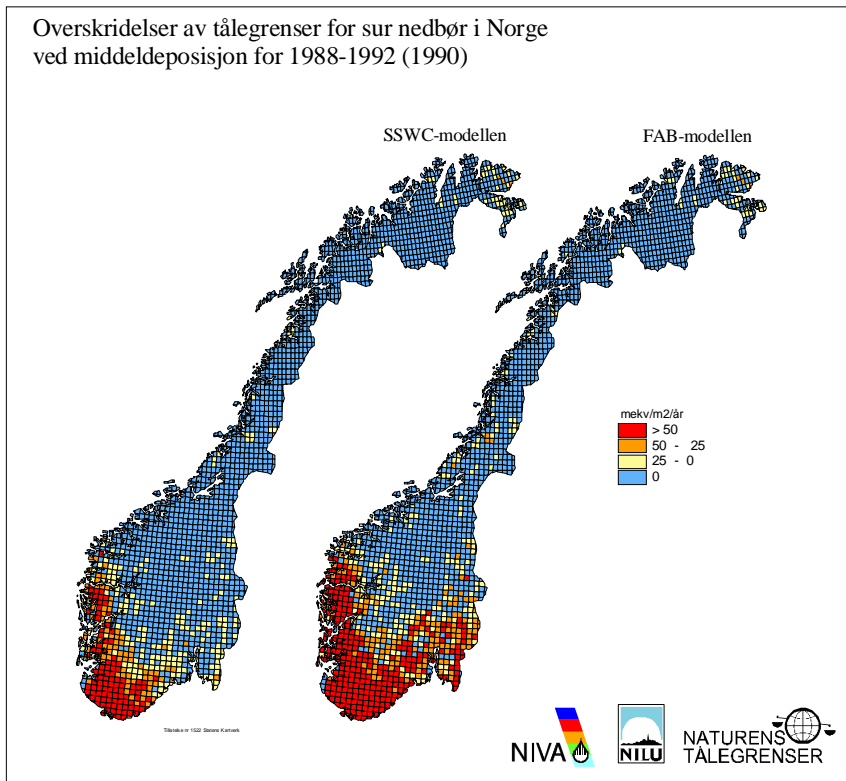 Overskridelser av tålegrenser for sur nedbør i Norge
ved middeldeposisjon for 1988-1992 (1990)
SSWC-modellen
FAB-modellen
mekv/m2/år
> 50
50 - 25
25 - 0
0
Tillatelse nr 1522 Statens Kartverk
NIVA
NILU
NATURENS
TÅLEGRENSER